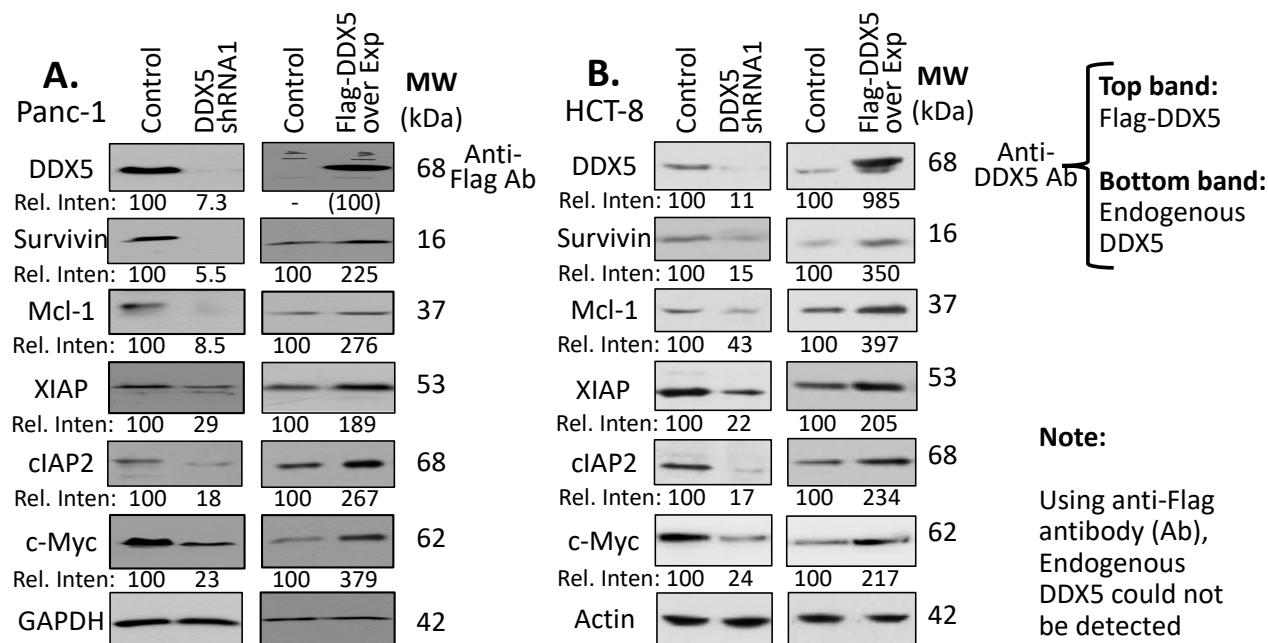 A.
Panc-1
Control
DDX5
shRNA1
Control
Flag-DDX5
over Exp
MW
(kDa)
DDX5
68
Anti-
Flag Ab
Rel. Inten: 100 7.3 - (100)
Survivin
16
Rel. Inten: 100 5.5 100 225
Mcl-1
37
Rel. Inten: 100 8.5 100 276
XIAP
53
Rel. Inten: 100 29 100 189
cIAP2
68
Rel. Inten: 100 18 100 267
c-Myc
62
Rel. Inten: 100 23 100 379
GAPDH
42
B.
HCT-8
Control
DDX5
shRNA1
Control
Flag-DDX5
over Exp
MW
(kDa)
DDX5
68
Anti-
DDX5 Ab
Rel. Inten: 100 11 100 985
Survivin
16
Rel. Inten: 100 15 100 350
Mcl-1
37
Rel. Inten: 100 43 100 397
XIAP
53
Rel. Inten: 100 22 100 205
cIAP2
68
Rel. Inten: 100 17 100 234
c-Myc
62
Rel. Inten: 100 24 100 217
Actin
42
Top band:
Flag-DDX5
Bottom band:
Endogenous
DDX5
Note:
Using anti-Flag
antibody (Ab),
Endogenous
DDX5 could not
be detected